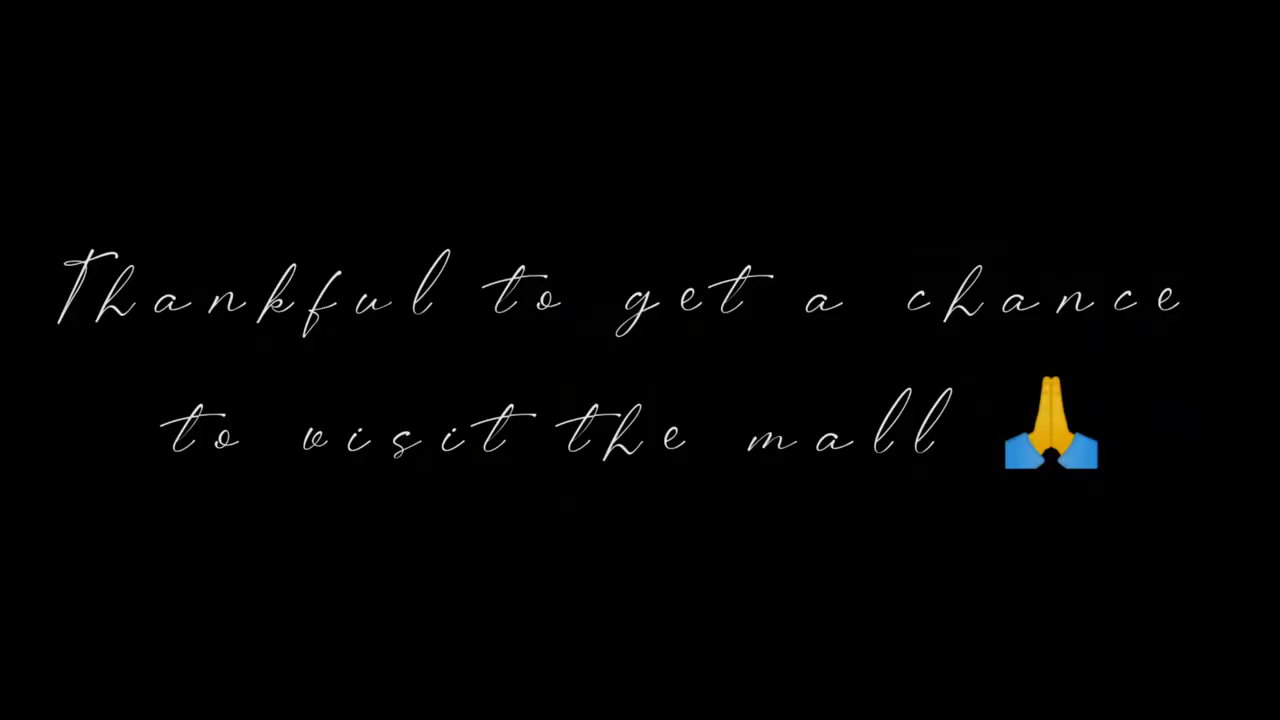 Thankful to get a chance
to visit the mall 🙏